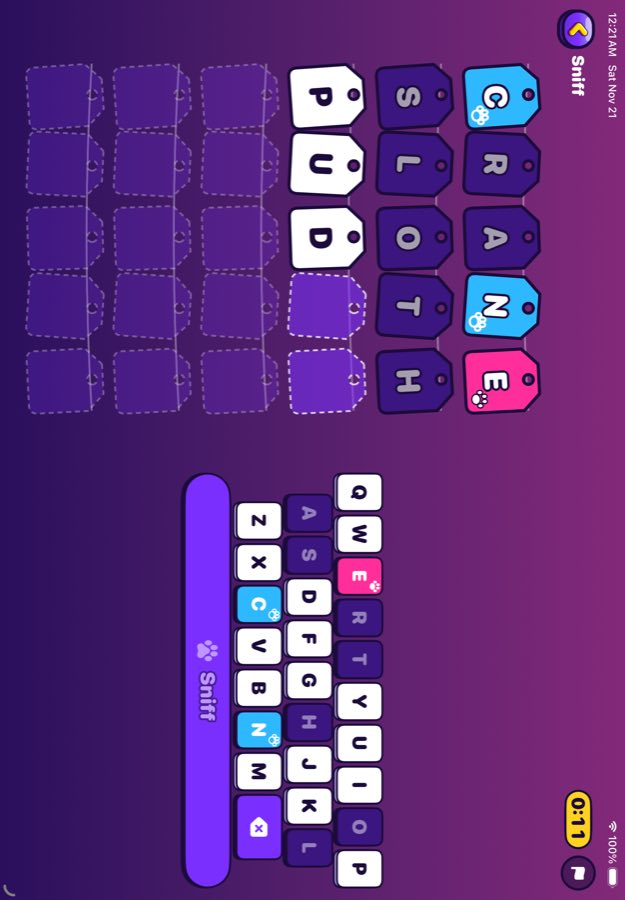 12:21 AM Sat Nov 21
100%
Sniff
0:11
C R A N E
S L O T H
P U D
Q W E R T Y U I O P
A S D F G H J K L
Z X C V B N M
Sniff